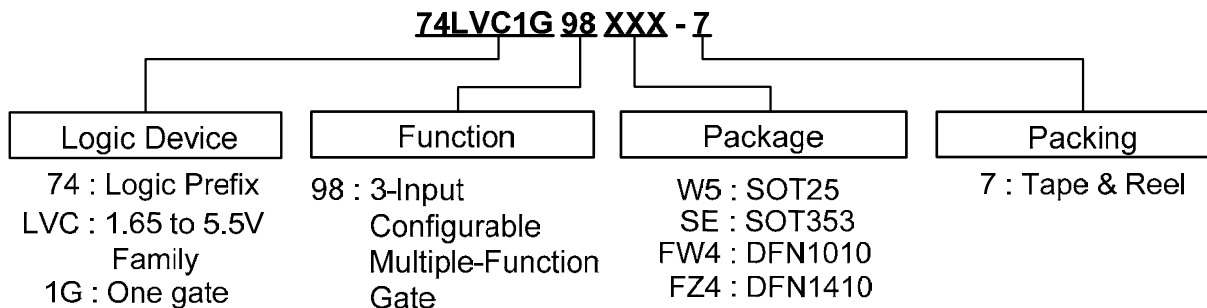 74LVC1G 98 XXX - 7
Logic Device
74 : Logic Prefix
LVC : 1.65 to 5.5V
Family
1G : One gate
Function
98 : 3-Input
Configurable
Multiple-Function
Gate
Package
W5 : SOT25
SE : SOT353
FW4 : DFN1010
FZ4 : DFN1410
Packing
7 : Tape & Reel